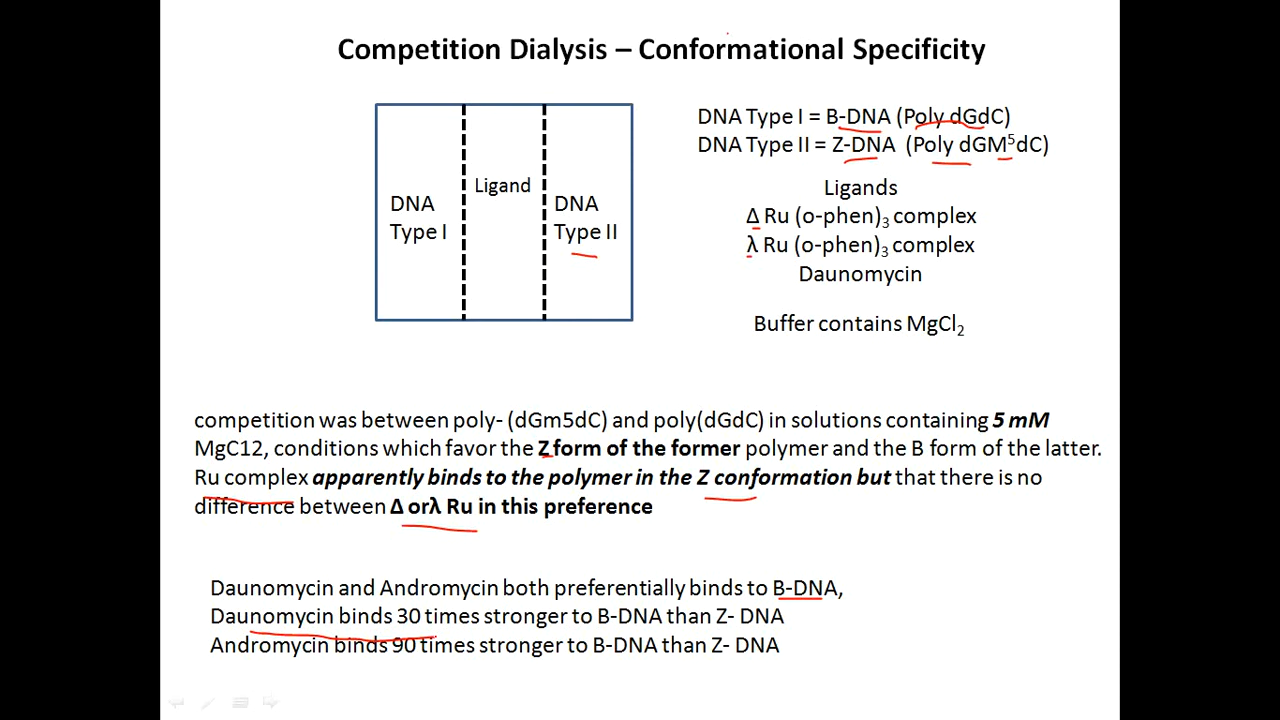 Competition Dialysis – Conformational Specificity
DNA
Type I
Ligand
DNA
Type II
DNA Type I = B-DNA (Poly dGdC)
DNA Type II = Z-DNA (Poly dGM⁵dC)
Ligands
Δ Ru (o-phen)₃ complex
λ Ru (o-phen)₃ complex
Daunomycin
Buffer contains MgCl₂
competition was between poly- (dGm5dC) and poly(dGdC) in solutions containing 5 mM
MgC12, conditions which favor the Z form of the former polymer and the B form of the latter.
Ru complex apparently binds to the polymer in the Z conformation but that there is no
difference between Δ orλ Ru in this preference
Daunomycin and Andromycin both preferentially binds to B-DNA,
Daunomycin binds 30 times stronger to B-DNA than Z- DNA
Andromycin binds 90 times stronger to B-DNA than Z- DNA